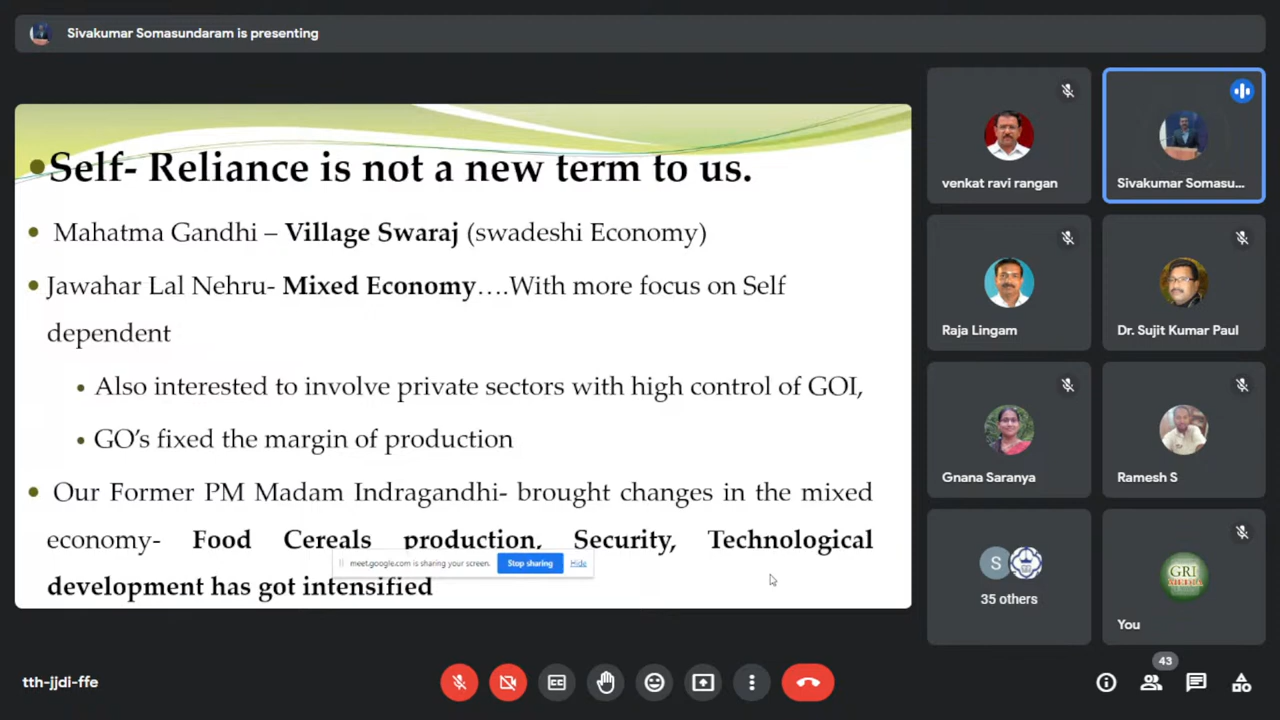 Sivakumar Somasundaram is presenting
•Self- Reliance is not a new term to us.
• Mahatma Gandhi – Village Swaraj (swadeshi Economy)
• Jawahar Lal Nehru- Mixed Economy….With more focus on Self
dependent
• Also interested to involve private sectors with high control of GOI,
• GO’s fixed the margin of production
• Our Former PM Madam Indragandhi- brought changes in the mixed
economy- Food Cereals production, Security, Technological
meet.google.com is sharing your screen. Stop sharing Hide
development has got intensified
venkat ravi rangan
Sivakumar Somasu...
Raja Lingam
Dr. Sujit Kumar Paul
Gnana Saranya
Ramesh S
S
35 others
GRI
You
tth-jjdi-ffe
CC
43